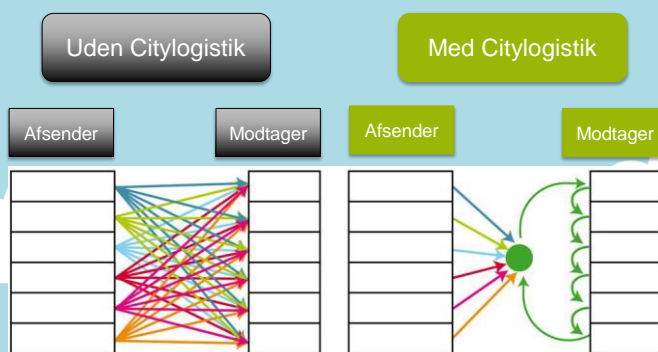 Uden Citylogistik
Med Citylogistik
Afsender
Modtager
Afsender
Modtager